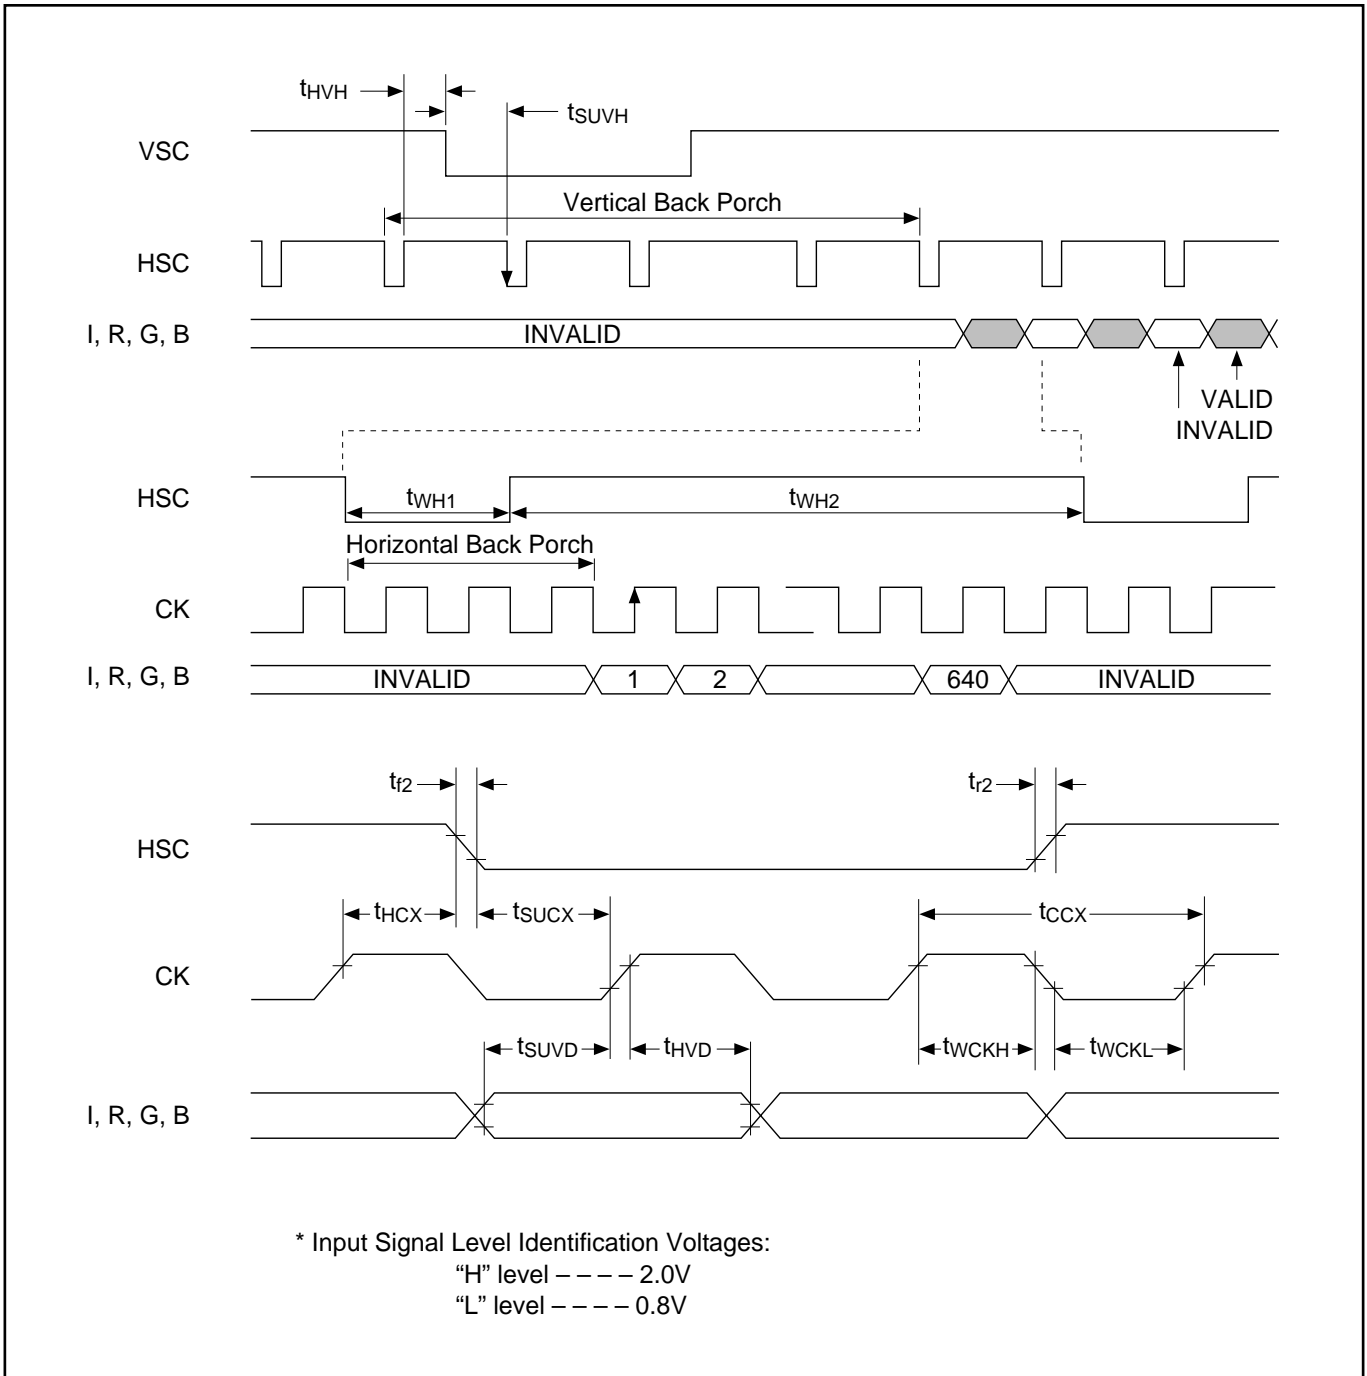 tHVH
tSUVH
VSC
Vertical Back Porch
HSC
I, R, G, B
INVALID
VALID
INVALID
HSC
tWH1
tWH2
Horizontal Back Porch
CK
I, R, G, B
INVALID
1
2
640
INVALID
tf2
tr2
HSC
tHCX
tSUCX
tCCX
CK
tSUVD
tHVD
tWCKH
tWCKL
I, R, G, B
* Input Signal Level Identification Voltages:
“H” level – – – – 2.0V
“L” level – – – – 0.8V